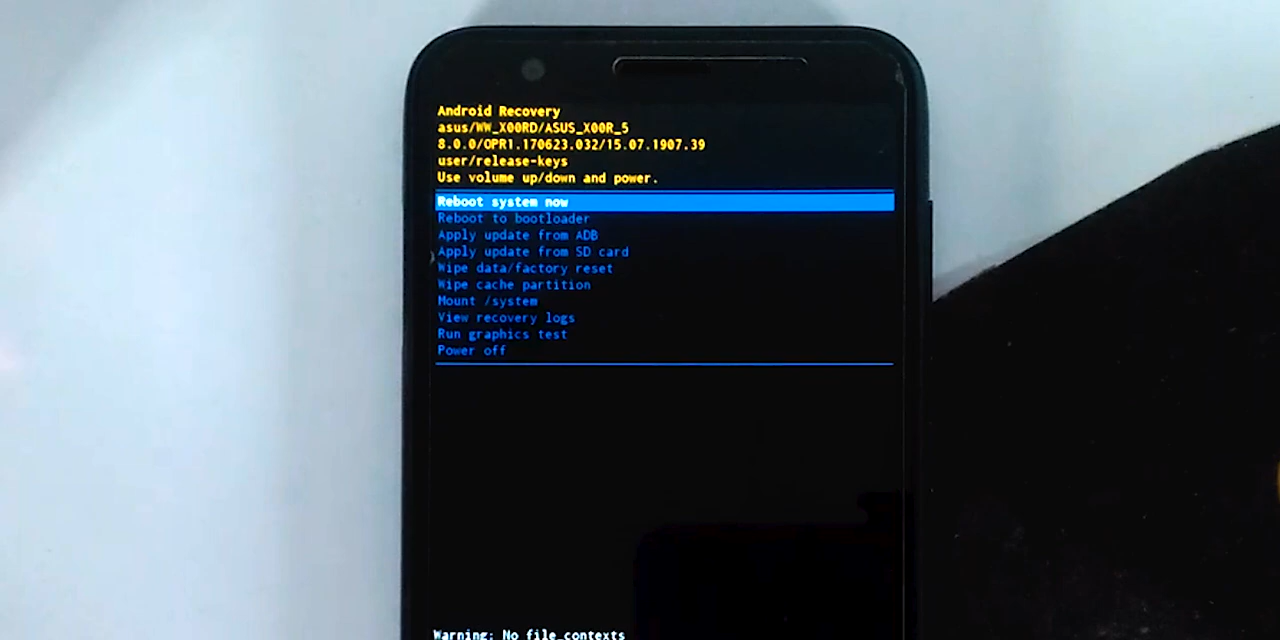 Android Recovery
asus/WW_X00RD/ASUS_X00R_5
8.0.0/OPR1.170623.032/15.07.1907.39
user/release-keys
Use volume up/down and power.
Reboot system now
Reboot to bootloader
Apply update from ADB
Apply update from SD card
Wipe data/factory reset
Wipe cache partition
Mount /system
View recovery logs
Run graphics test
Power off
Warning: No file_contexts